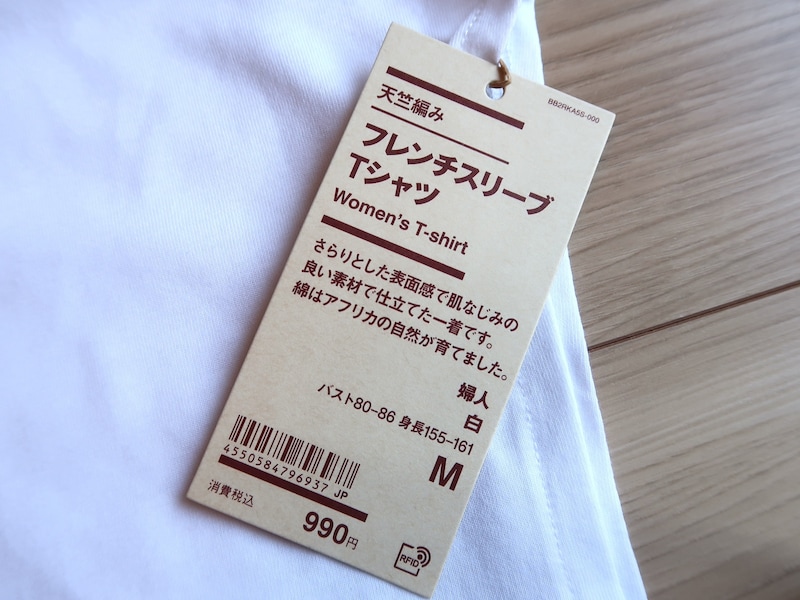 BB2RKA5S-000
天竺編み
フレンチスリーブ
Tシャツ
Women's T-shirt
さらりとした表面感で肌なじみの
良い素材で仕立てた一着です。
綿はアフリカの自然が育てました。
婦人
白
バスト80-86 身長155-161
M
4550584796937 JP
消費税込
990円
RFID